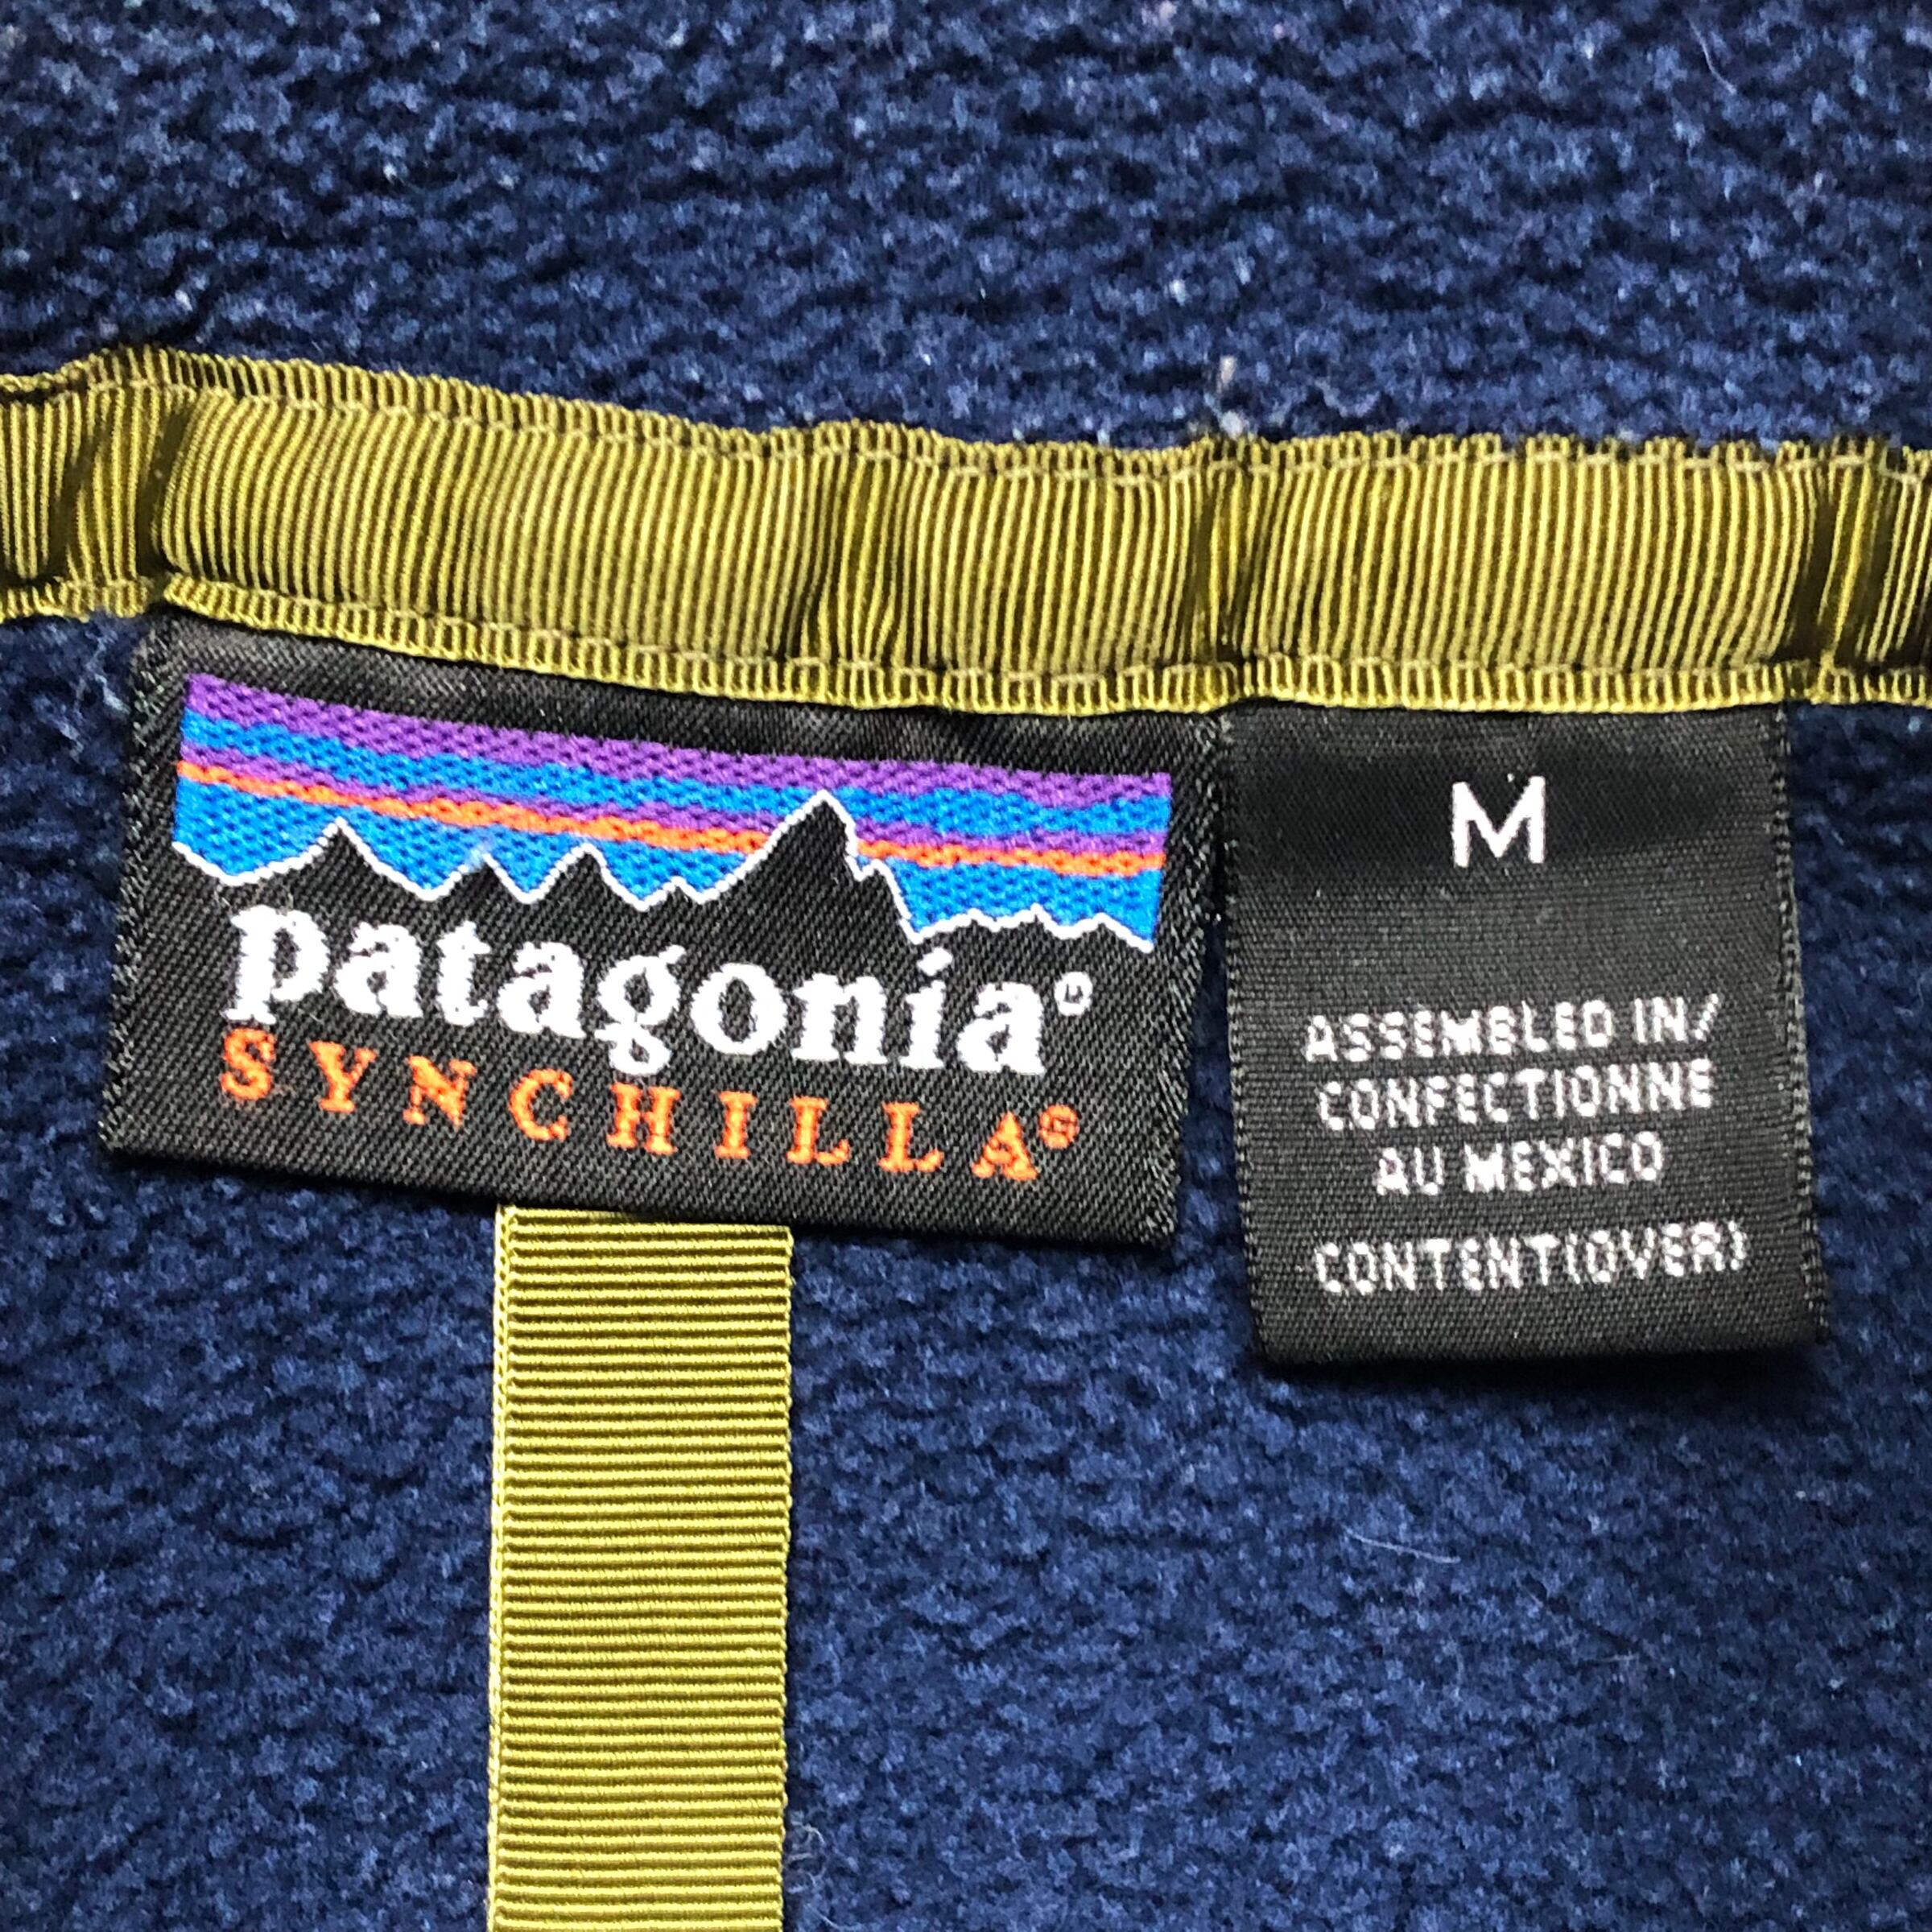 patagonia®
SYNCHILLA®
M
ASSEMBLED IN/
CONFECTIONNE
AU MEXICO
CONTENT(OVER)